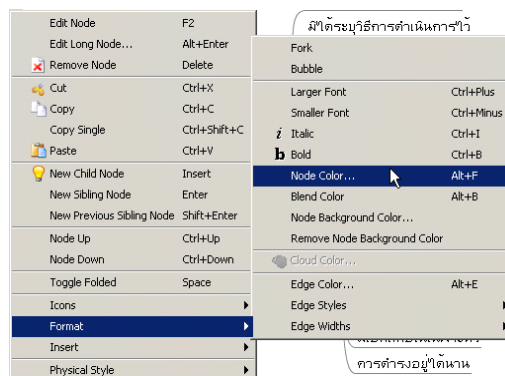 มิได้ระบุวิธีการดำเนินการไว้
Edit Node F2
Edit Long Node... Alt+Enter
Remove Node Delete
Cut Ctrl+X
Copy Ctrl+C
Copy Single Ctrl+Shift+C
Paste Ctrl+V
New Child Node Insert
New Sibling Node Enter
New Previous Sibling Node Shift+Enter
Node Up Ctrl+Up
Node Down Ctrl+Down
Toggle Folded Space
Icons
Format
Insert
Physical Style
Fork
Bubble
Larger Font Ctrl+Plus
Smaller Font Ctrl+Minus
i Italic Ctrl+I
b Bold Ctrl+B
Node Color... Alt+F
Blend Color Alt+B
Node Background Color...
Remove Node Background Color
Cloud Color...
Edge Color... Alt+E
Edge Styles
Edge Widths
การดำรงอยู่ได้นาน